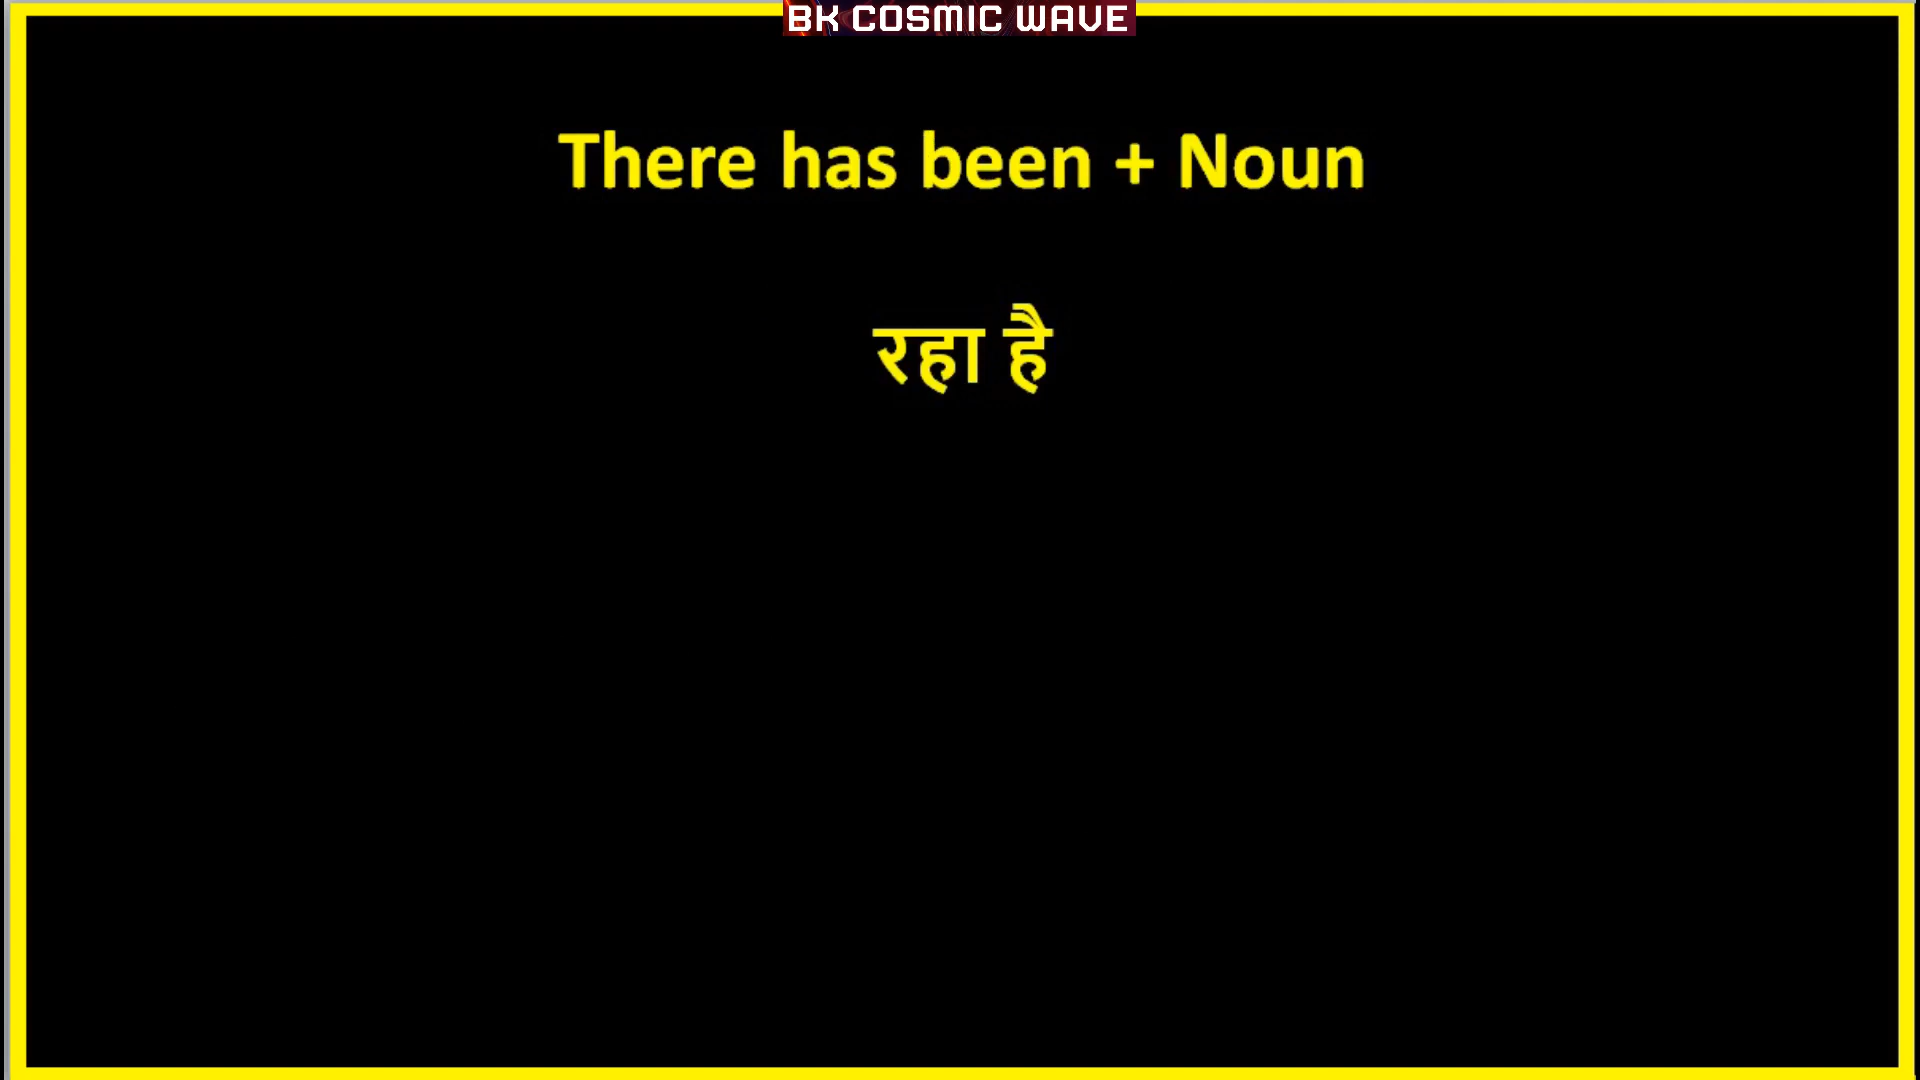 BK COSMIC WAVE
There has been + Noun
रहा है